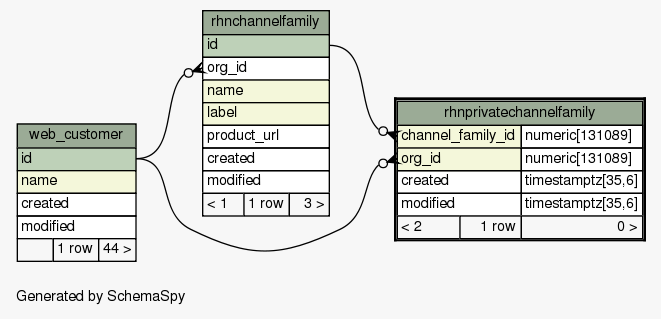 rhnchannelfamily
id
org_id
name
label
product_url
created
modified
< 1 1 row 3 >
rhnprivatechannelfamily
channel_family_id numeric[131089]
org_id numeric[131089]
created timestamptz[35,6]
modified timestamptz[35,6]
< 2 1 row 0 >
web_customer
id
name
created
modified
1 row 44 >
Generated by SchemaSpy